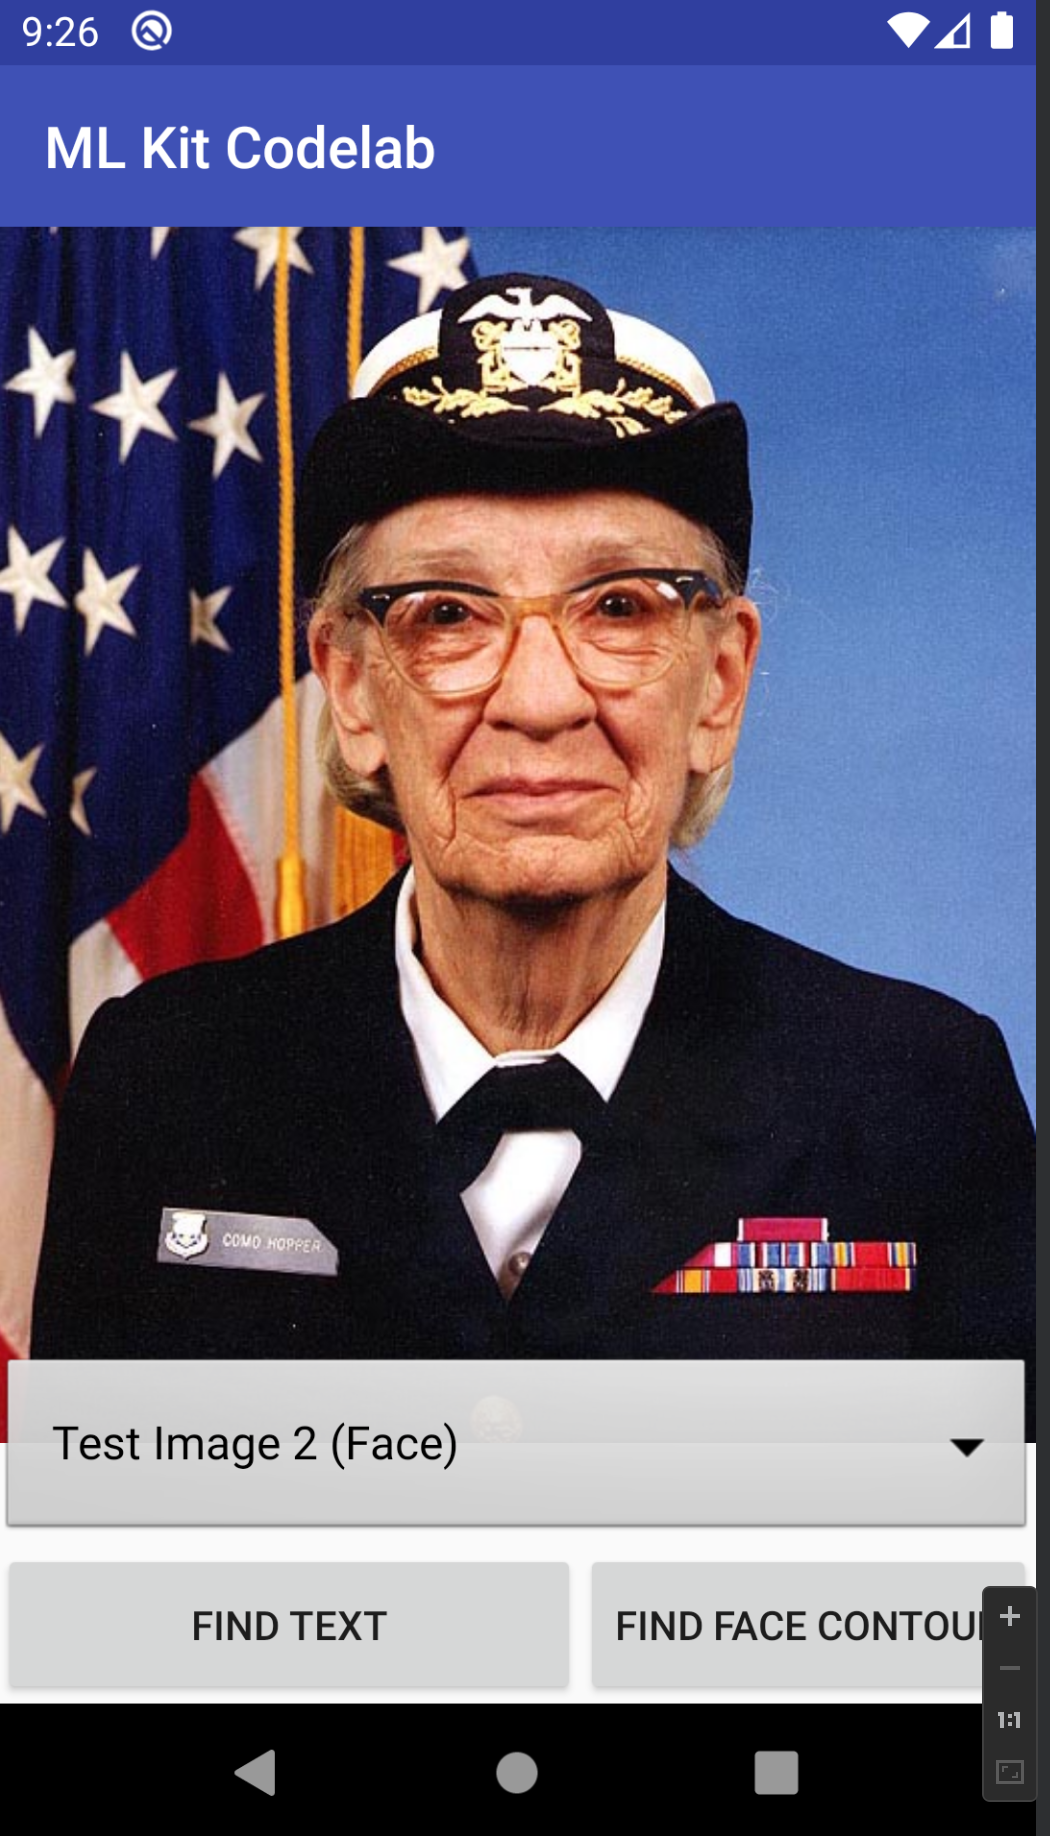 9:26
ML Kit Codelab
COMO HOPPER
Test Image 2 (Face)
FIND TEXT
FIND FACE CONTOU
1:1